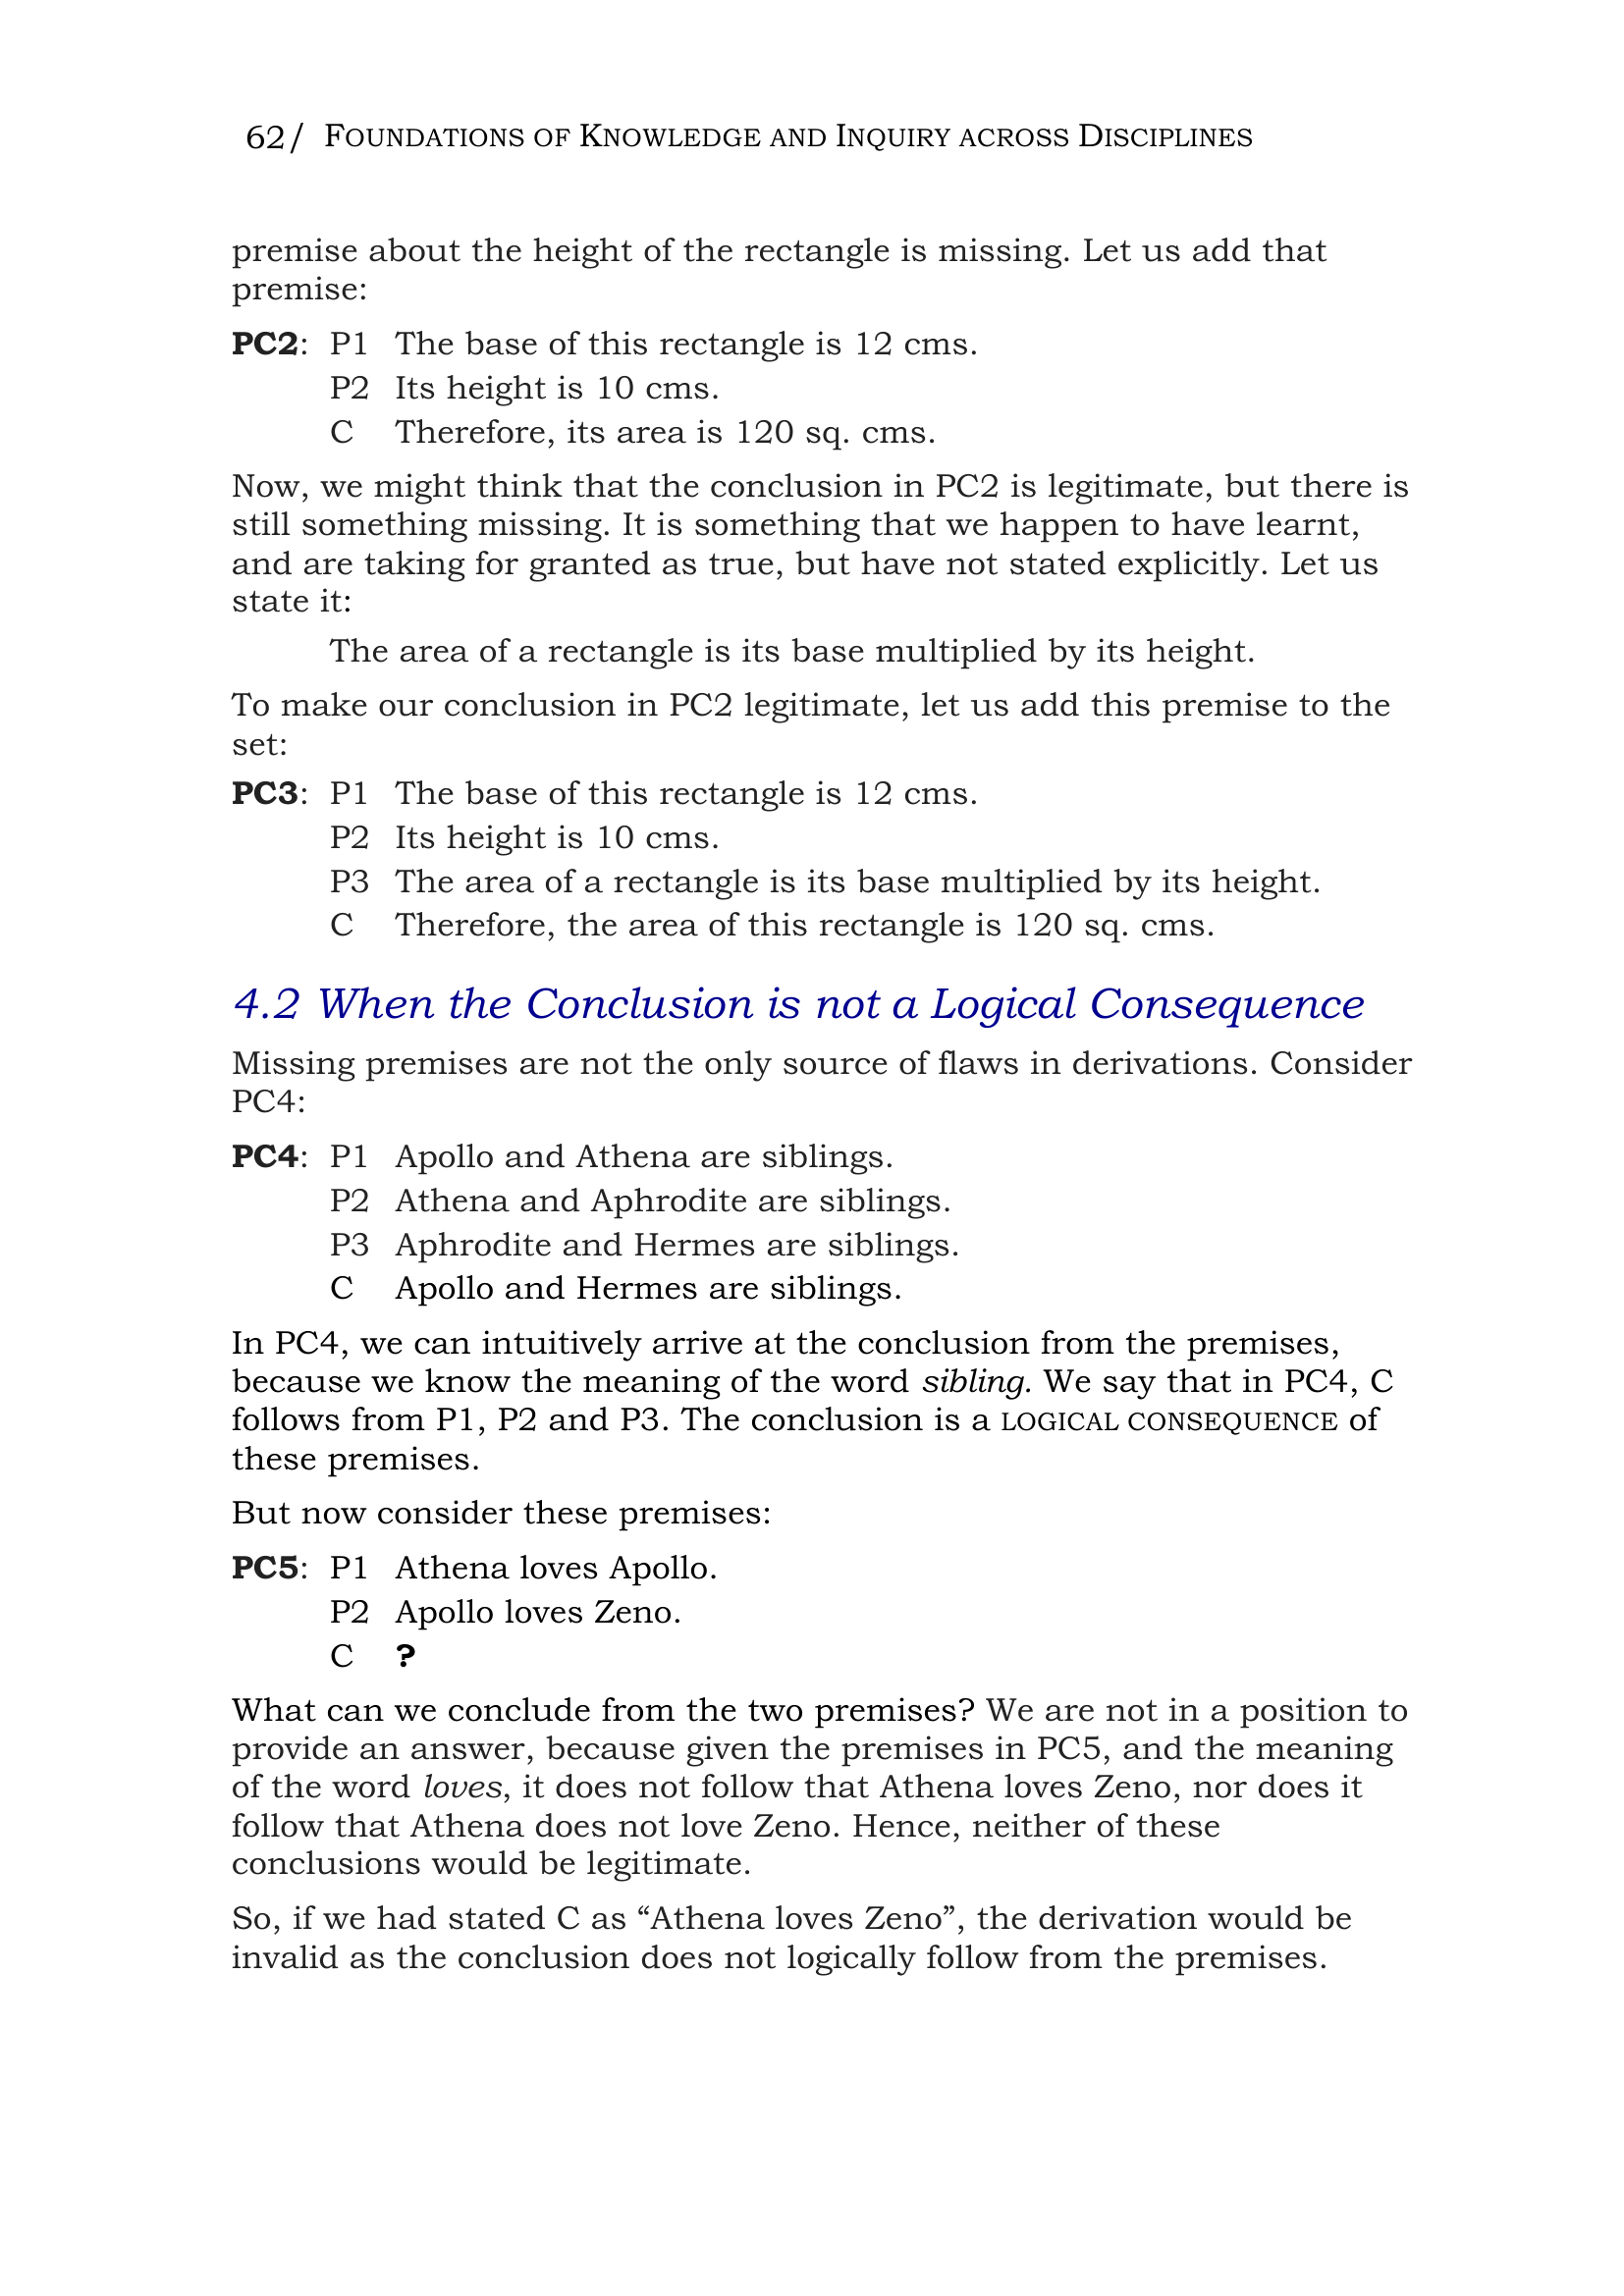 62/ FOUNDATIONS OF KNOWLEDGE AND INQUIRY ACROSS DISCIPLINES
premise about the height of the rectangle is missing. Let us add that
premise:
PC2: P1 The base of this rectangle is 12 cms.
P2 Its height is 10 cms.
C Therefore, its area is 120 sq. cms.
Now, we might think that the conclusion in PC2 is legitimate, but there is
still something missing. It is something that we happen to have learnt,
and are taking for granted as true, but have not stated explicitly. Let us
state it:
The area of a rectangle is its base multiplied by its height.
To make our conclusion in PC2 legitimate, let us add this premise to the
set:
PC3: P1 The base of this rectangle is 12 cms.
P2 Its height is 10 cms.
P3 The area of a rectangle is its base multiplied by its height.
C Therefore, the area of this rectangle is 120 sq. cms.
4.2 When the Conclusion is not a Logical Consequence
Missing premises are not the only source of flaws in derivations. Consider
PC4:
PC4: P1 Apollo and Athena are siblings.
P2 Athena and Aphrodite are siblings.
P3 Aphrodite and Hermes are siblings.
C Apollo and Hermes are siblings.
In PC4, we can intuitively arrive at the conclusion from the premises,
because we know the meaning of the word sibling. We say that in PC4, C
follows from P1, P2 and P3. The conclusion is a LOGICAL CONSEQUENCE of
these premises.
But now consider these premises:
PC5: P1 Athena loves Apollo.
P2 Apollo loves Zeno.
C ?
What can we conclude from the two premises? We are not in a position to
provide an answer, because given the premises in PC5, and the meaning
of the word loves, it does not follow that Athena loves Zeno, nor does it
follow that Athena does not love Zeno. Hence, neither of these
conclusions would be legitimate.
So, if we had stated C as “Athena loves Zeno”, the derivation would be
invalid as the conclusion does not logically follow from the premises.